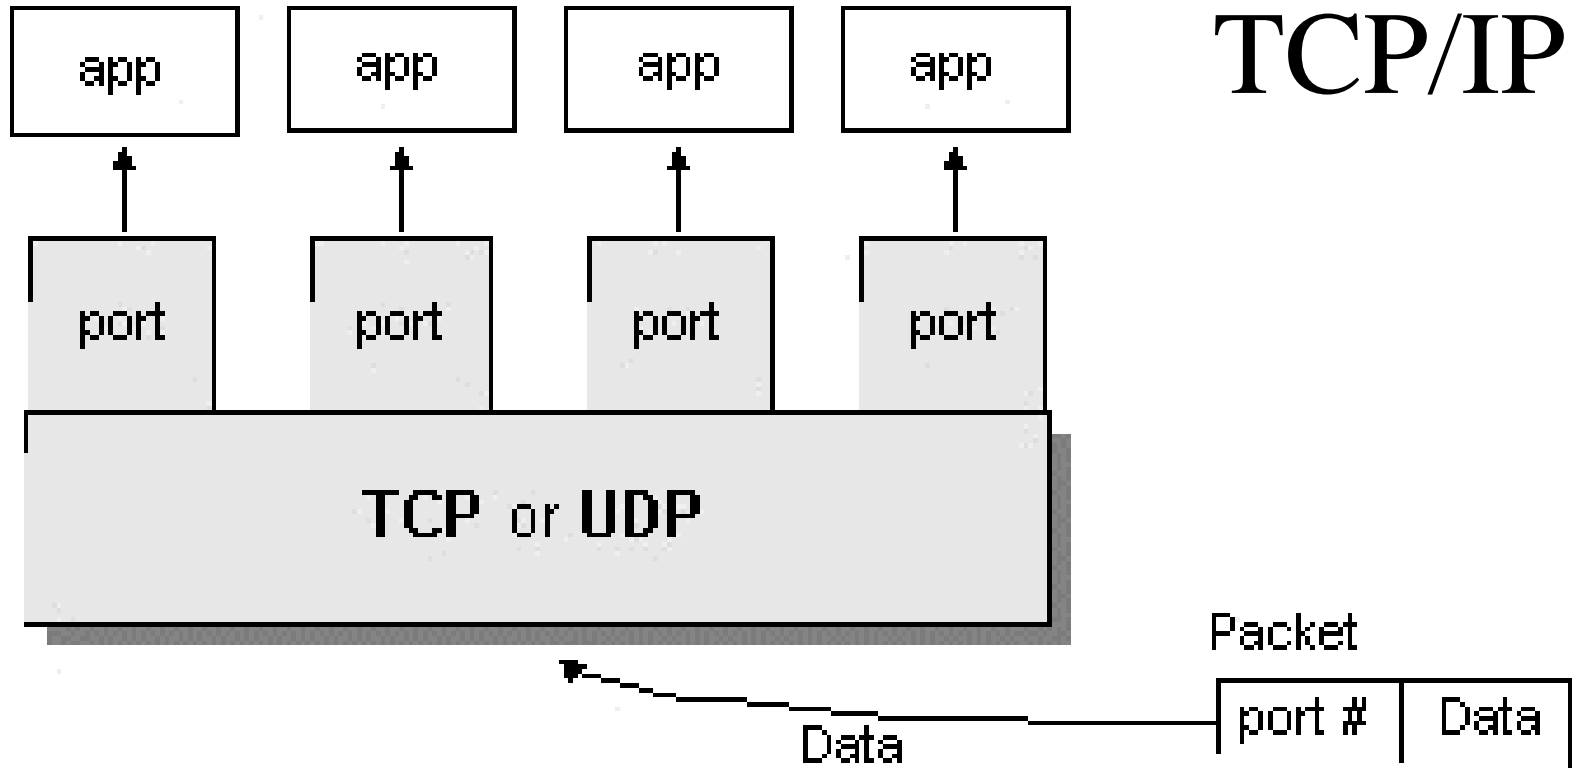 TCP/IP
app app app app
port port port port
TCP or UDP
Packet
port # Data
Data